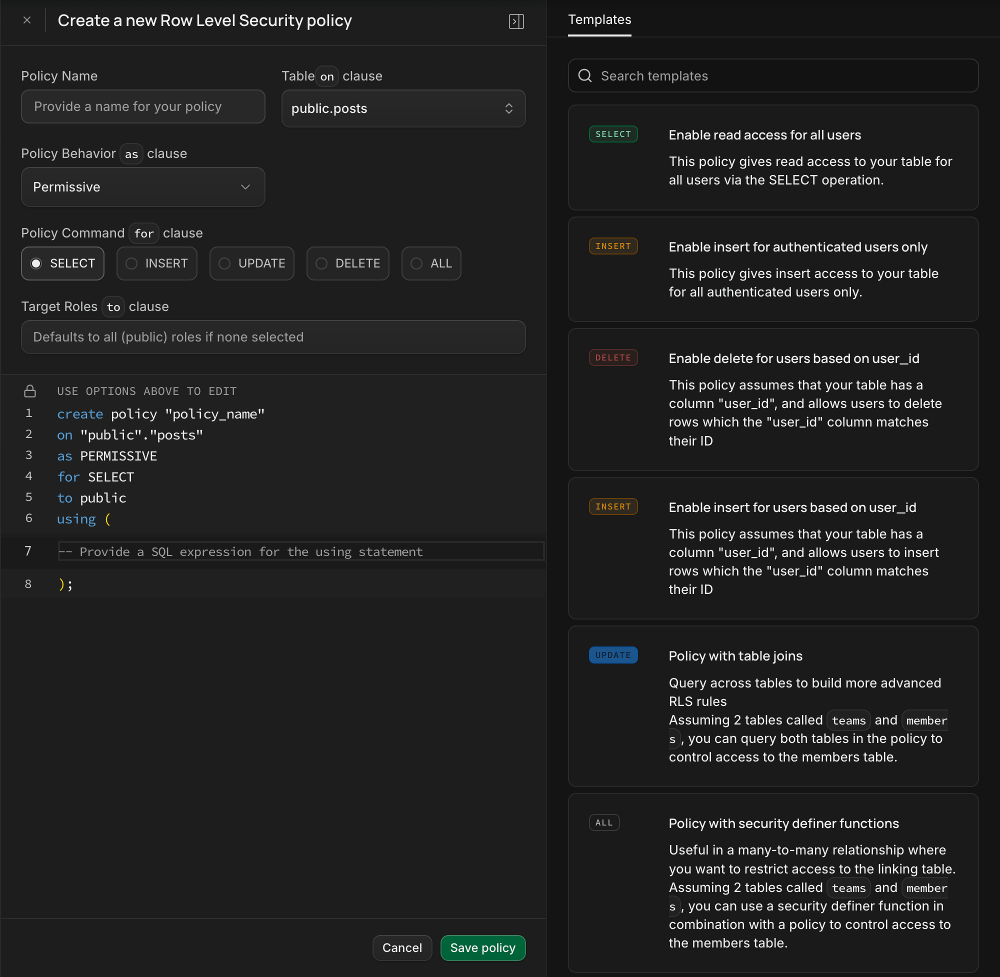 Create a new Row Level Security policy
Policy Name
Provide a name for your policy
Table on clause
public.posts
Policy Behavior as clause
Permissive
Policy Command for clause
SELECT INSERT UPDATE DELETE ALL
Target Roles to clause
Defaults to all (public) roles if none selected
USE OPTIONS ABOVE TO EDIT
1 create policy "policy_name"
2 on "public"."posts"
3 as PERMISSIVE
4 for SELECT
5 to public
6 using (
7 -- Provide a SQL expression for the using statement
8 );
Cancel Save policy
Templates
Search templates
SELECT Enable read access for all users
This policy gives read access to your table for
all users via the SELECT operation.
INSERT Enable insert for authenticated users only
This policy gives insert access to your table
for all authenticated users only.
DELETE Enable delete for users based on user_id
This policy assumes that your table has a
column "user_id", and allows users to delete
rows which the "user_id" column matches
their ID
INSERT Enable insert for users based on user_id
This policy assumes that your table has a
column "user_id", and allows users to insert
rows which the "user_id" column matches
their ID
UPDATE Policy with table joins
Query across tables to build more advanced
RLS rules
Assuming 2 tables called teams and member
s, you can query both tables in the policy to
control access to the members table.
ALL Policy with security definer functions
Useful in a many-to-many relationship where
you want to restrict access to the linking table.
Assuming 2 tables called teams and member
s, you can use a security definer function in
combination with a policy to control access to
the members table.